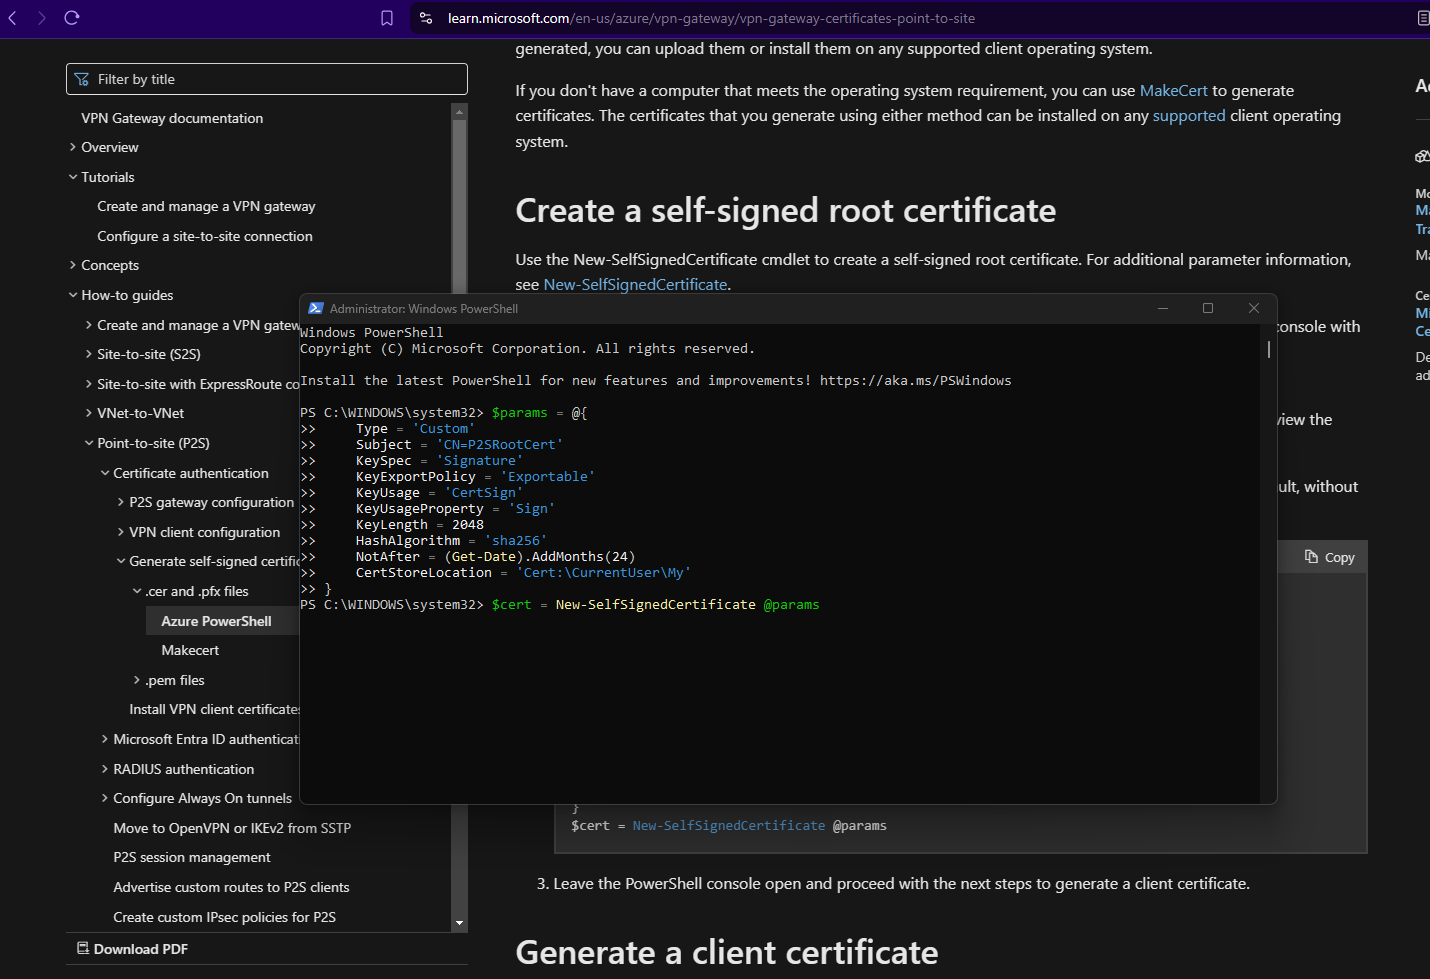 learn.microsoft.com/en-us/azure/vpn-gateway/vpn-gateway-certificates-point-to-site
Filter by title
VPN Gateway documentation
Overview
Tutorials
Create and manage a VPN gateway
Configure a site-to-site connection
Concepts
How-to guides
Create and manage a VPN gatew
Site-to-site (S2S)
Site-to-site with ExpressRoute co
VNet-to-VNet
Point-to-site (P2S)
Certificate authentication
P2S gateway configuration
VPN client configuration
Generate self-signed certific
.cer and .pfx files
Azure PowerShell
Makecert
.pem files
Install VPN client certificates
Microsoft Entra ID authenticat
RADIUS authentication
Configure Always On tunnels
Move to OpenVPN or IKEv2 from SSTP
P2S session management
Advertise custom routes to P2S clients
Create custom IPsec policies for P2S
Download PDF
generated, you can upload them or install them on any supported client operating system.
If you don't have a computer that meets the operating system requirement, you can use MakeCert to generate
certificates. The certificates that you generate using either method can be installed on any supported client operating
system.
Create a self-signed root certificate
Use the New-SelfSignedCertificate cmdlet to create a self-signed root certificate. For additional parameter information,
see New-SelfSignedCertificate.
console with
view the
ult, without
Copy
Administrator: Windows PowerShell
Windows PowerShell
Copyright (C) Microsoft Corporation. All rights reserved.
Install the latest PowerShell for new features and improvements! https://aka.ms/PSWindows
PS C:\WINDOWS\system32> $params = @{
>>     Type = 'Custom'
>>     Subject = 'CN=P2SRootCert'
>>     KeySpec = 'Signature'
>>     KeyExportPolicy = 'Exportable'
>>     KeyUsage = 'CertSign'
>>     KeyUsageProperty = 'Sign'
>>     KeyLength = 2048
>>     HashAlgorithm = 'sha256'
>>     NotAfter = (Get-Date).AddMonths(24)
>>     CertStoreLocation = 'Cert:\CurrentUser\My'
>> }
PS C:\WINDOWS\system32> $cert = New-SelfSignedCertificate @params
}
$cert = New-SelfSignedCertificate @params
3. Leave the PowerShell console open and proceed with the next steps to generate a client certificate.
Generate a client certificate